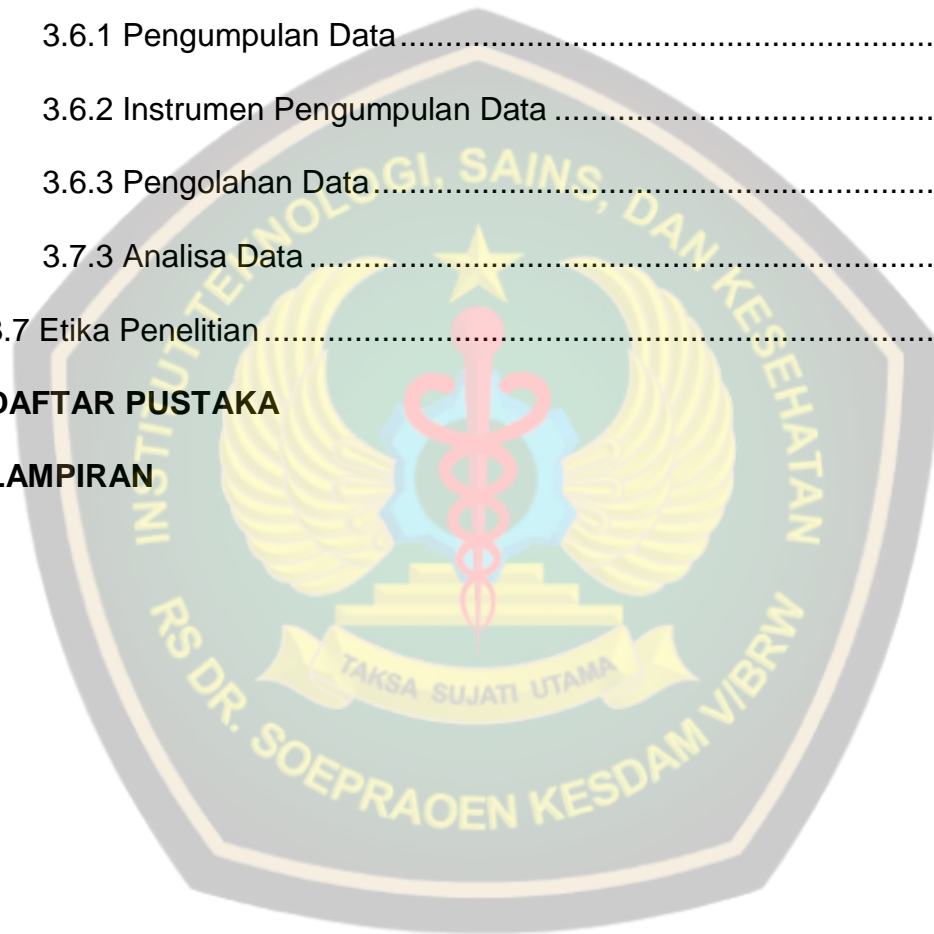 3.6.1 Pengumpulan Data
3.6.2 Instrumen Pengumpulan Data
3.6.3 Pengolahan Data
3.7.3 Analisa Data
3.7 Etika Penelitian
DAFTAR PUSTAKA
LAMPIRAN
INSTITUT TEKNOLOGI, SAINS, DAN KESEHATAN
TAKSA SUJATI UTAMA
RS DR. SOEPRAOEN KESDAM V/BRW